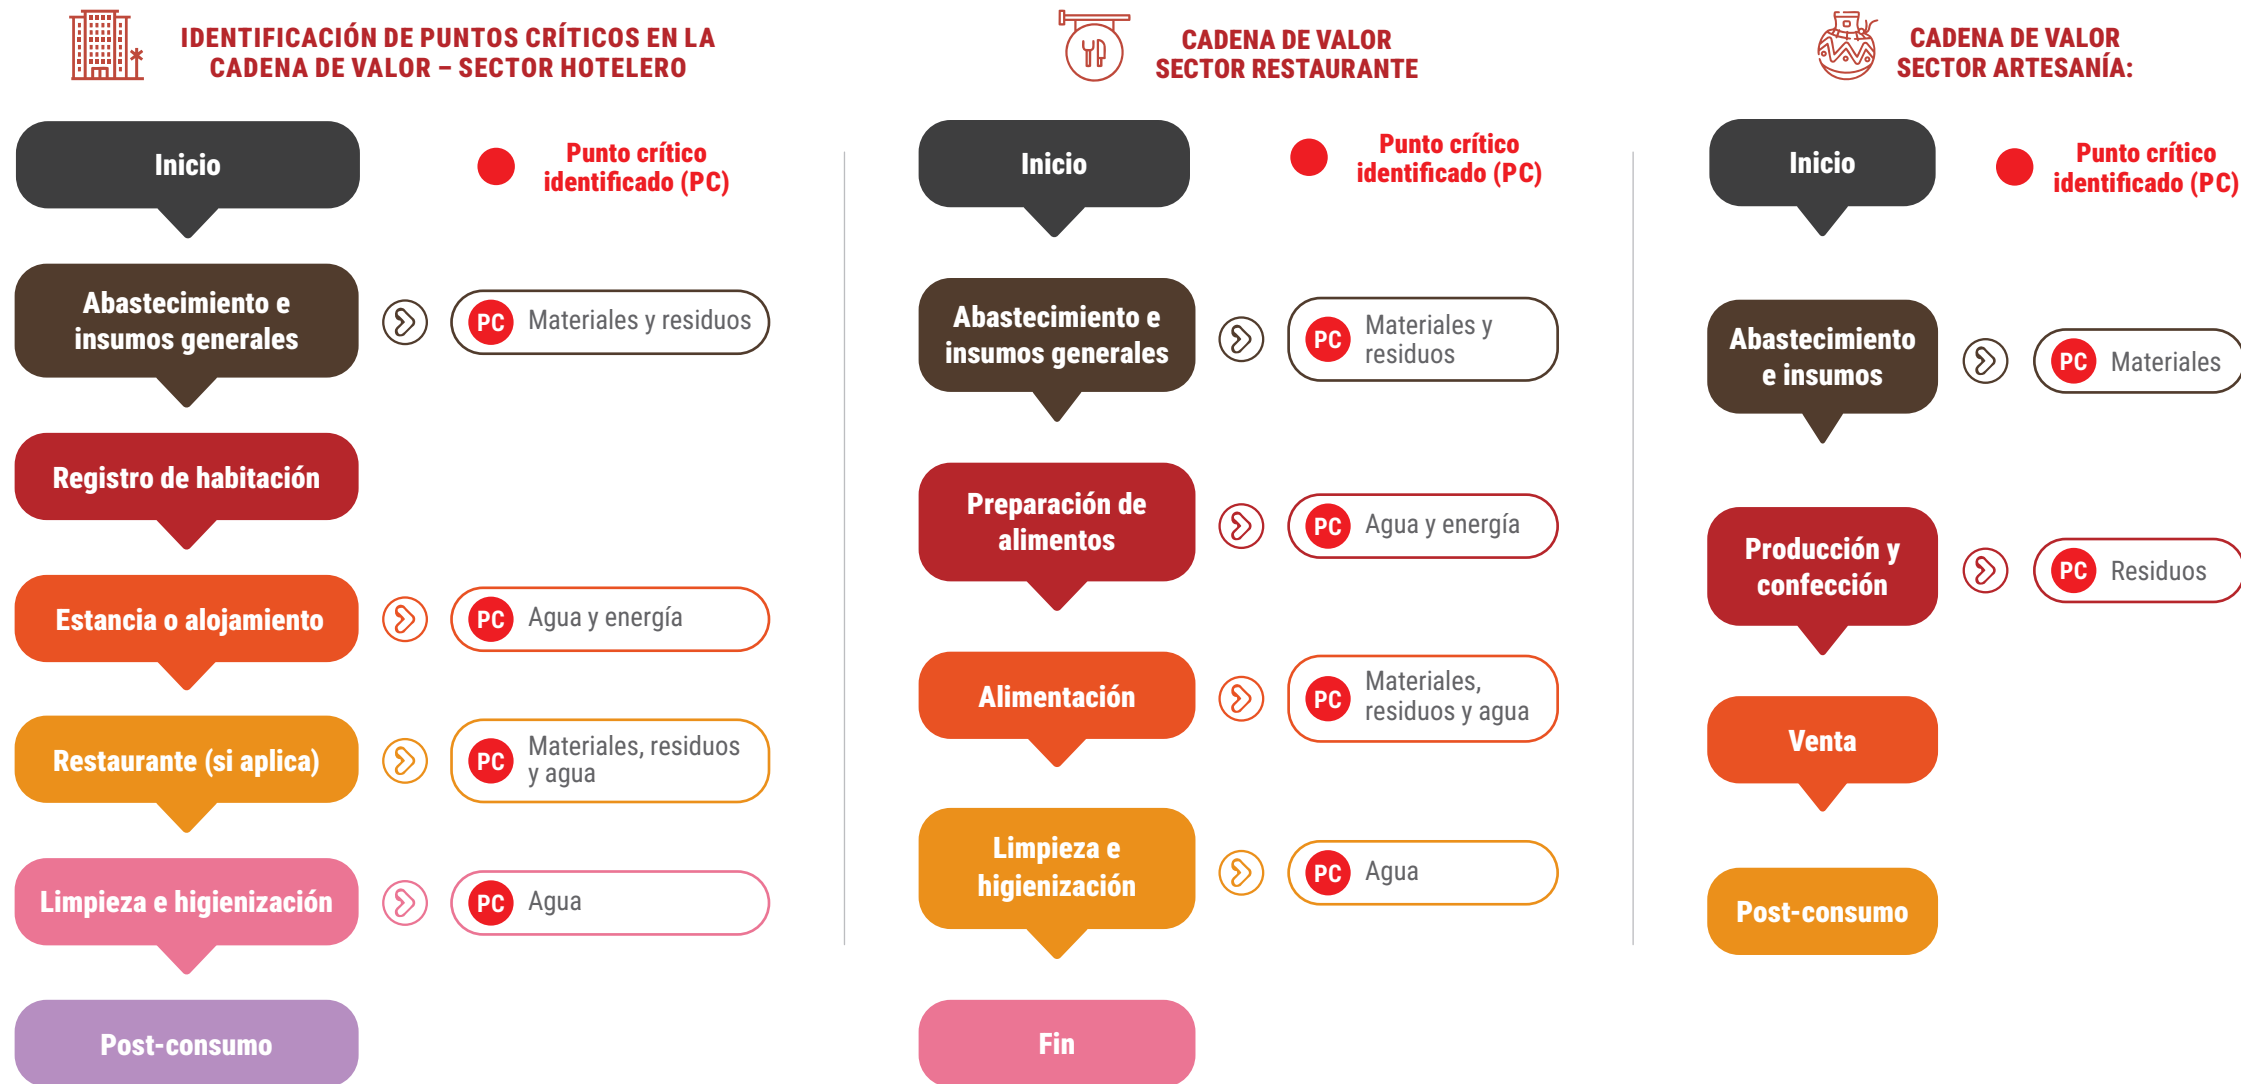 IDENTIFICACIÓN DE PUNTOS CRÍTICOS EN LA
CADENA DE VALOR – SECTOR HOTELERO
Inicio
Punto crítico
identificado (PC)
Abastecimiento e
insumos generales
PC Materiales y residuos
Registro de habitación
Estancia o alojamiento
PC Agua y energía
Restaurante (si aplica)
PC Materiales, residuos
y agua
Limpieza e higienización
PC Agua
Post-consumo
CADENA DE VALOR
SECTOR RESTAURANTE
Inicio
Punto crítico
identificado (PC)
Abastecimiento e
insumos generales
PC Materiales y
residuos
Preparación de
alimentos
PC Agua y energía
Alimentación
PC Materiales,
residuos y agua
Limpieza e
higienización
PC Agua
Fin
CADENA DE VALOR
SECTOR ARTESANÍA:
Inicio
Punto crítico
identificado (PC)
Abastecimiento
e insumos
PC Materiales
Producción y
confección
PC Residuos
Venta
Post-consumo